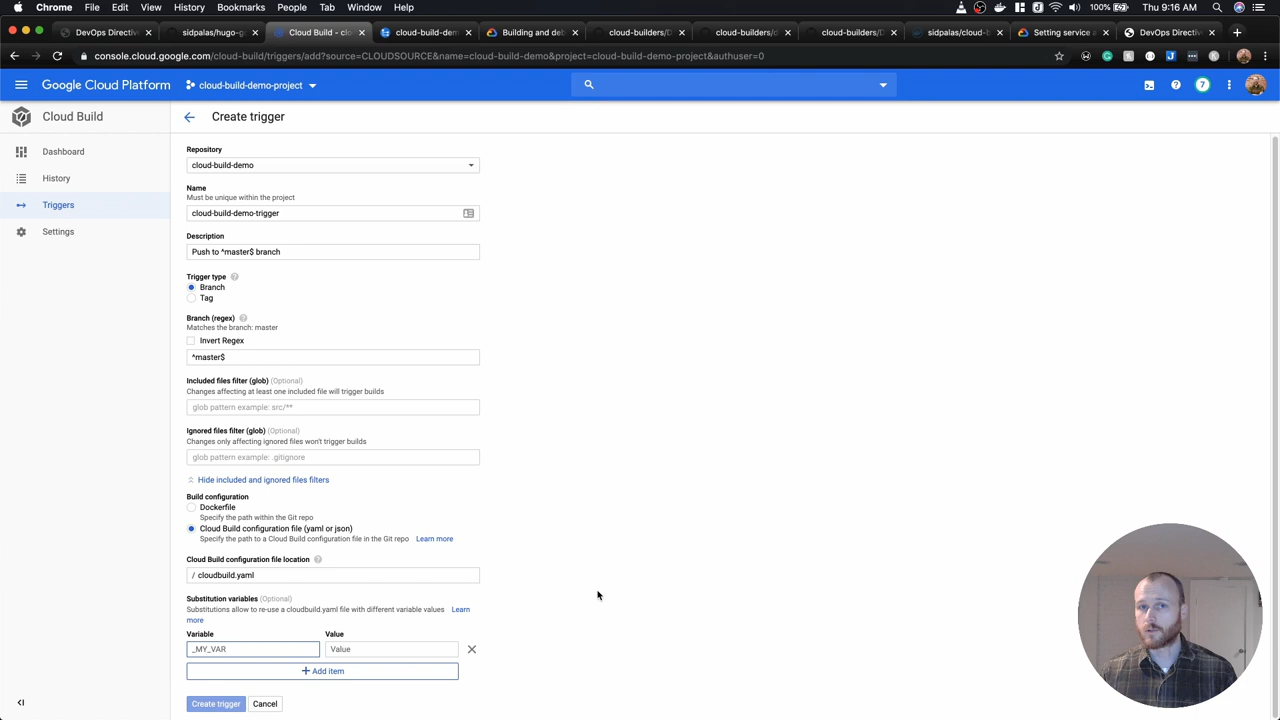 Chrome File Edit View History Bookmarks People Tab Window Help 100% Thu 9:16 AM
DevOps Directiv sidpalas/hugo-g Cloud Build - clo cloud-build-dem Building and deb cloud-builders/D cloud-builders/d cloud-builders/D sidpalas/cloud-b Setting service a DevOps Directiv
console.cloud.google.com/cloud-build/triggers/add?source=CLOUDSOURCE&name=cloud-build-demo&project=cloud-build-demo-project&authuser=0
Google Cloud Platform cloud-build-demo-project 7
Cloud Build
Create trigger
Dashboard
History
Triggers
Settings
Repository
cloud-build-demo
Name
Must be unique within the project
cloud-build-demo-trigger
Description
Push to ^master$ branch
Trigger type ?
Branch
Tag
Branch (regex) ?
Matches the branch: master
Invert Regex
^master$
Included files filter (glob) (Optional)
Changes affecting at least one included file will trigger builds
glob pattern example: src/**
Ignored files filter (glob) (Optional)
Changes only affecting ignored files won't trigger builds
glob pattern example: .gitignore
Hide included and ignored files filters
Build configuration
Dockerfile
Specify the path within the Git repo
Cloud Build configuration file (yaml or json)
Specify the path to a Cloud Build configuration file in the Git repo Learn more
Cloud Build configuration file location ?
/ cloudbuild.yaml
Substitution variables (Optional)
Substitutions allow to re-use a cloudbuild.yaml file with different variable values Learn
more
Variable Value
_MY_VAR Value
+ Add item
Create trigger Cancel